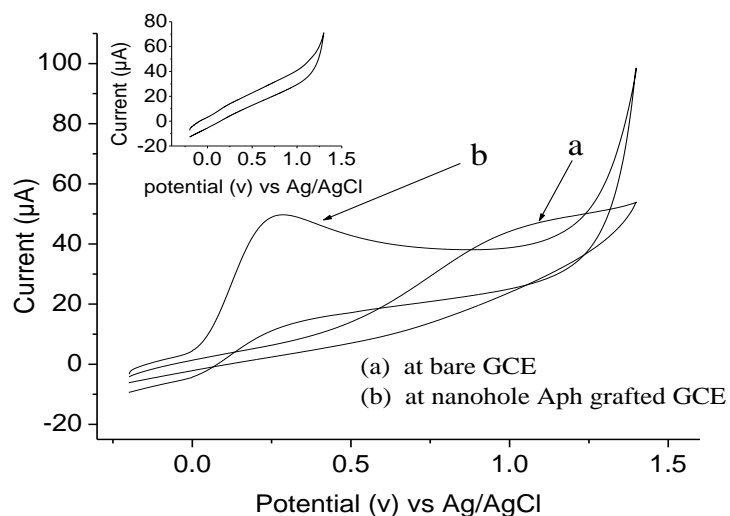 80
60
40
20
0
-20
Current (µA)
0.0 0.5 1.0 1.5
potential (v) vs Ag/AgCl
100
80
60
40
20
0
-20
Current (µA)
b
a
(a) at bare GCE
(b) at nanohole Aph grafted GCE
0.0 0.5 1.0 1.5
Potential (v) vs Ag/AgCl